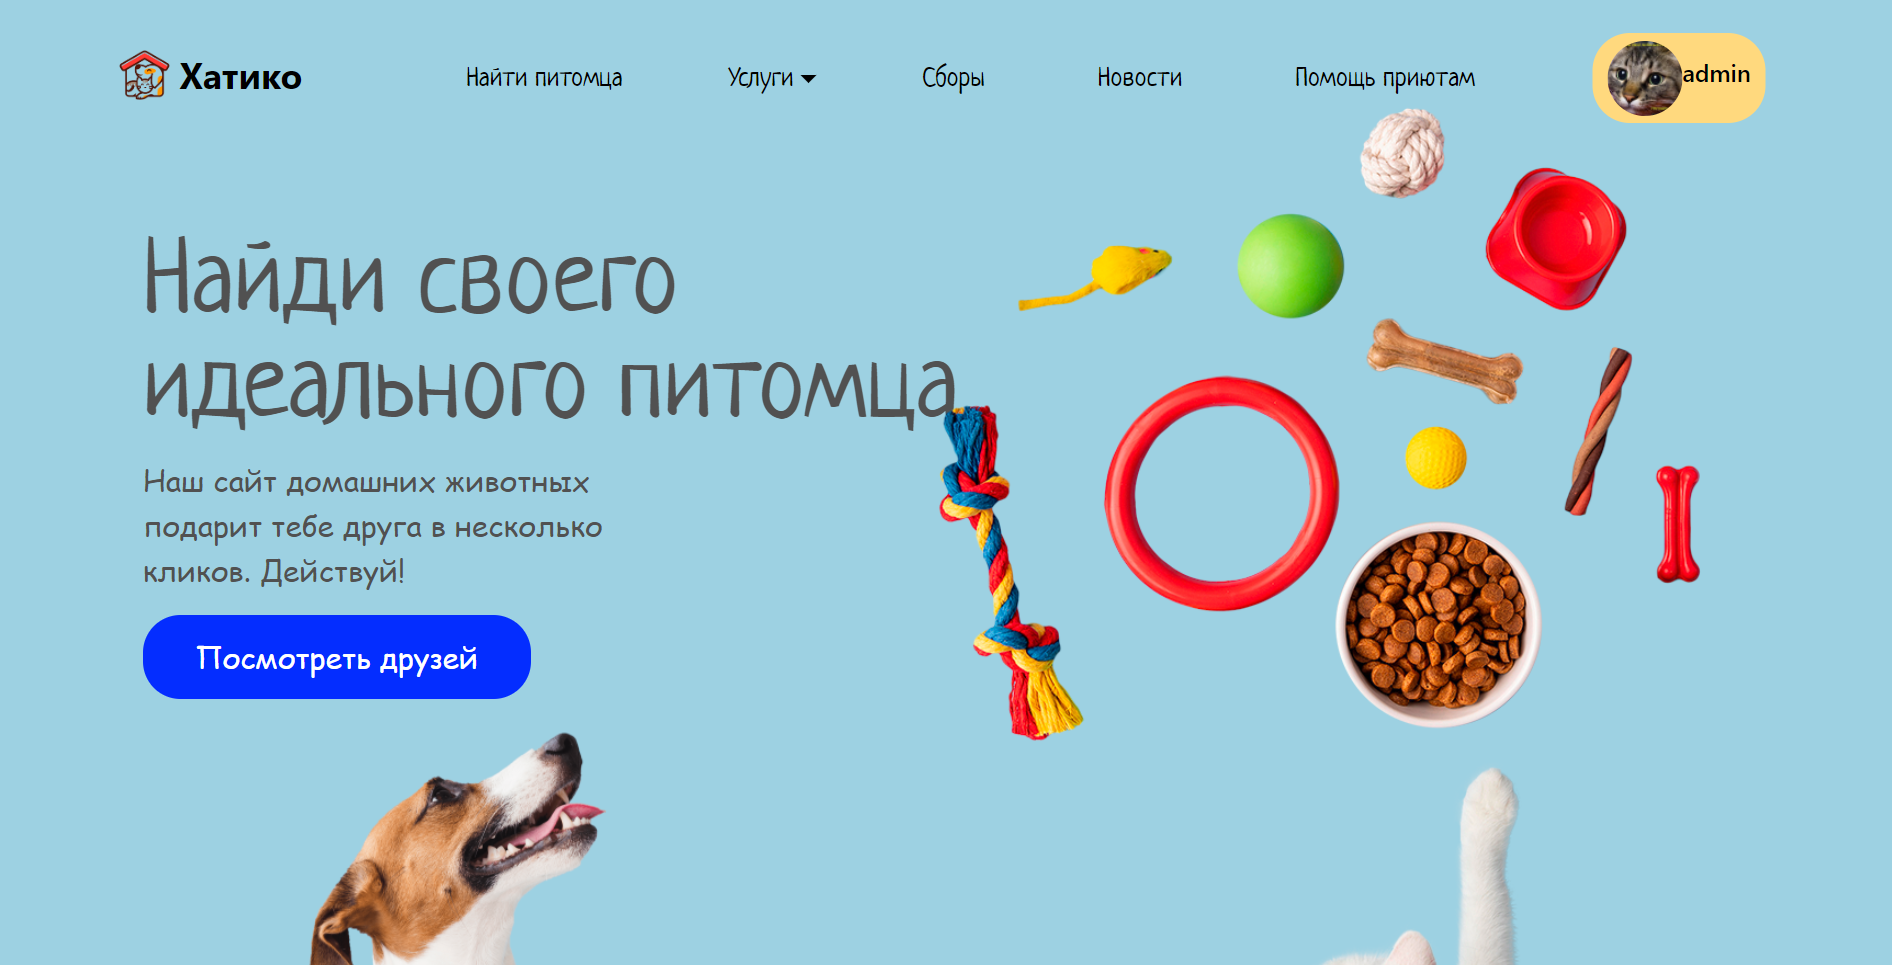 Хатико
Найти питомца
Услуги
Сборы
Новости
Помощь приютам
admin
Найди своего
идеального питомца
Наш сайт домашних животных
подарит тебе друга в несколько
кликов. Действуй!
Посмотреть друзей